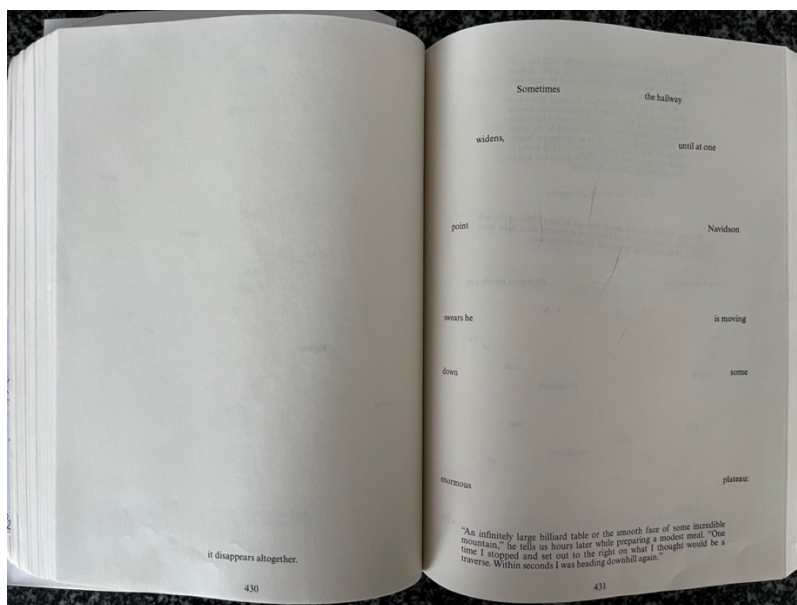 it disappears altogether.
430
Sometimes the hallway
widens, until at one
point Navidson
swears he is moving
down some
enormous plateau:
"An infinitely large billiard table or the smooth face of some incredible
mountain," he tells us hours later while preparing a modest meal. "One
time I stopped and set out to the right on what I thought would be a
traverse. Within seconds I was heading downhill again."
431